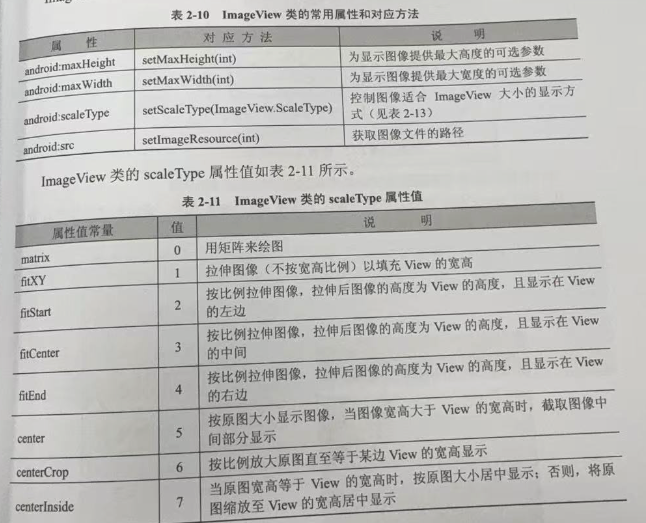 表 2-10 ImageView 类的常用属性和对应方法
属 性 对 应 方 法 说 明
android:maxHeight setMaxHeight(int) 为显示图像提供最大高度的可选参数
android:maxWidth setMaxWidth(int) 为显示图像提供最大宽度的可选参数
android:scaleType setScaleType(ImageView.ScaleType) 控制图像适合 ImageView 大小的显示方
式（见表 2-13）
android:src setImageResource(int) 获取图像文件的路径
ImageView 类的 scaleType 属性值如表 2-11 所示。
表 2-11 ImageView 类的 scaleType 属性值
属性值常量 值 说 明
matrix 0 用矩阵来绘图
fitXY 1 拉伸图像（不按宽高比例）以填充 View 的宽高
fitStart 2 按比例拉伸图像，拉伸后图像的高度为 View 的高度，且显示在 View
的左边
fitCenter 3 按比例拉伸图像，拉伸后图像的高度为 View 的高度，且显示在 View
的中间
fitEnd 4 按比例拉伸图像，拉伸后图像的高度为 View 的高度，且显示在 View
的右边
center 5 按原图大小显示图像，当图像宽高大于 View 的宽高时，截取图像中
间部分显示
centerCrop 6 按比例放大原图直至等于某边 View 的宽高显示
centerInside 7 当原图宽高等于 View 的宽高时，按原图大小居中显示；否则，将原
图缩放至 View 的宽高居中显示